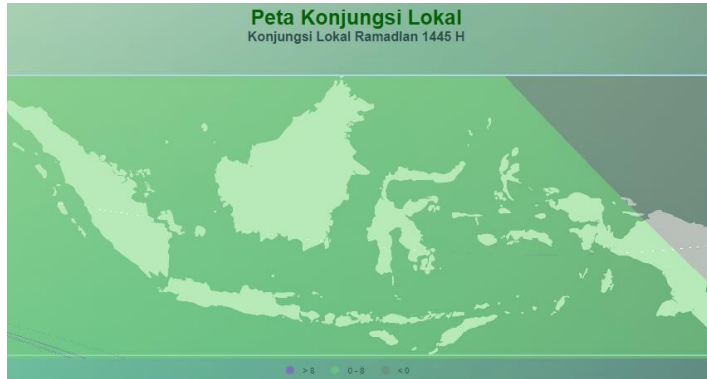 Peta Konjungsi Lokal
Konjungsi Lokal Ramadlan 1445 H
> 8 0 - 8 < 0